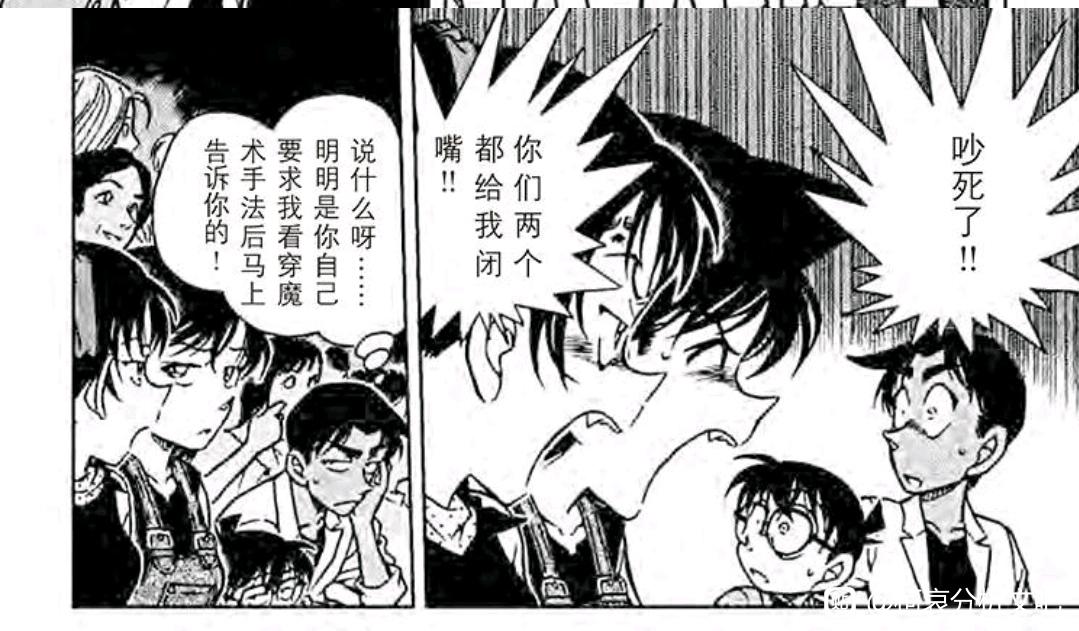 吵死了!!
你们两个
都给我闭
嘴!!
说什么呀……
明明是你自己
要求我看穿魔
术手法后马上
告诉你的!